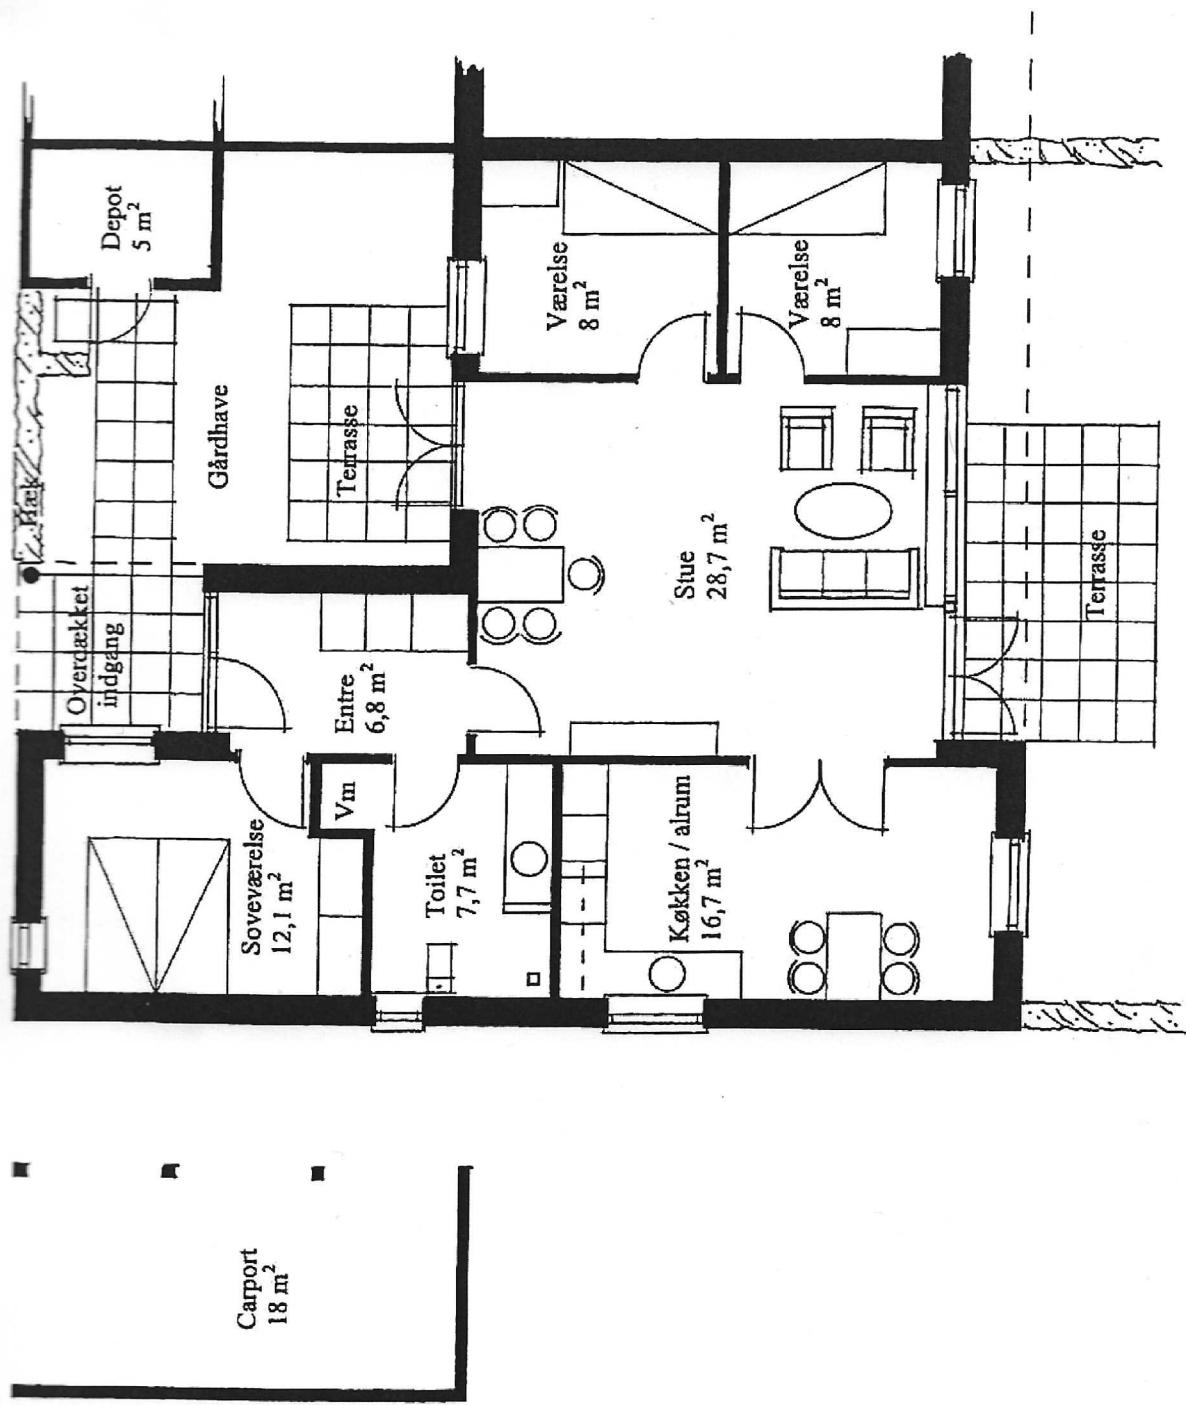 Depot
5 m²
Hæk
Gårdhave
Terrasse
Værelse
8 m²
Værelse
8 m²
Overdækket
indgang
Entre
6,8 m²
Stue
28,7 m²
Terrasse
Soveværelse
12,1 m²
Vm
Toilet
7,7 m²
Køkken / alrum
16,7 m²
Carport
18 m²